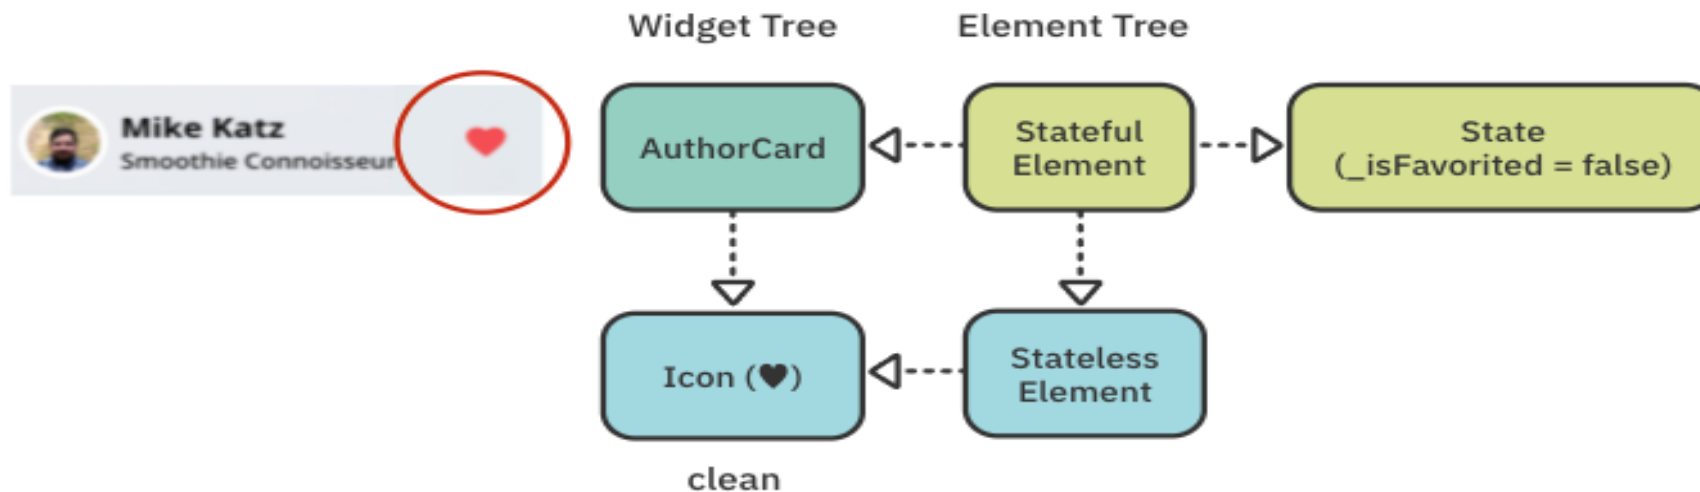 Widget Tree
Element Tree
Mike Katz
Smoothie Connoisseur
AuthorCard
Stateful
Element
State
(_isFavorited = false)
Icon (♥)
Stateless
Element
clean